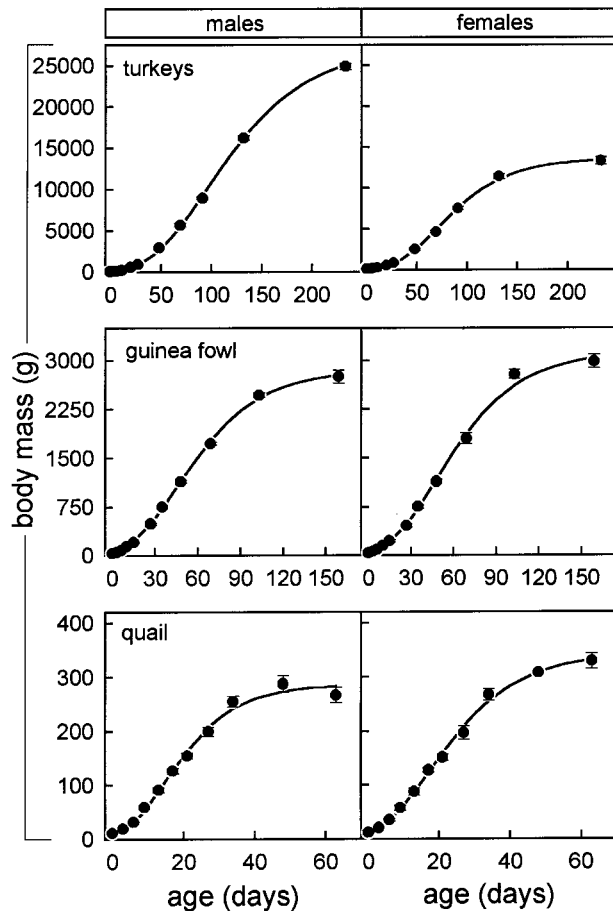 males females
turkeys
25000
20000
15000
10000
5000
0
0 50 100 150 200 0 50 100 150 200
guinea fowl
3000
2250
1500
750
0
0 30 60 90 120 150 0 30 60 90 120 150
quail
400
300
200
100
0
0 20 40 60 0 20 40 60
body mass (g)
age (days) age (days)